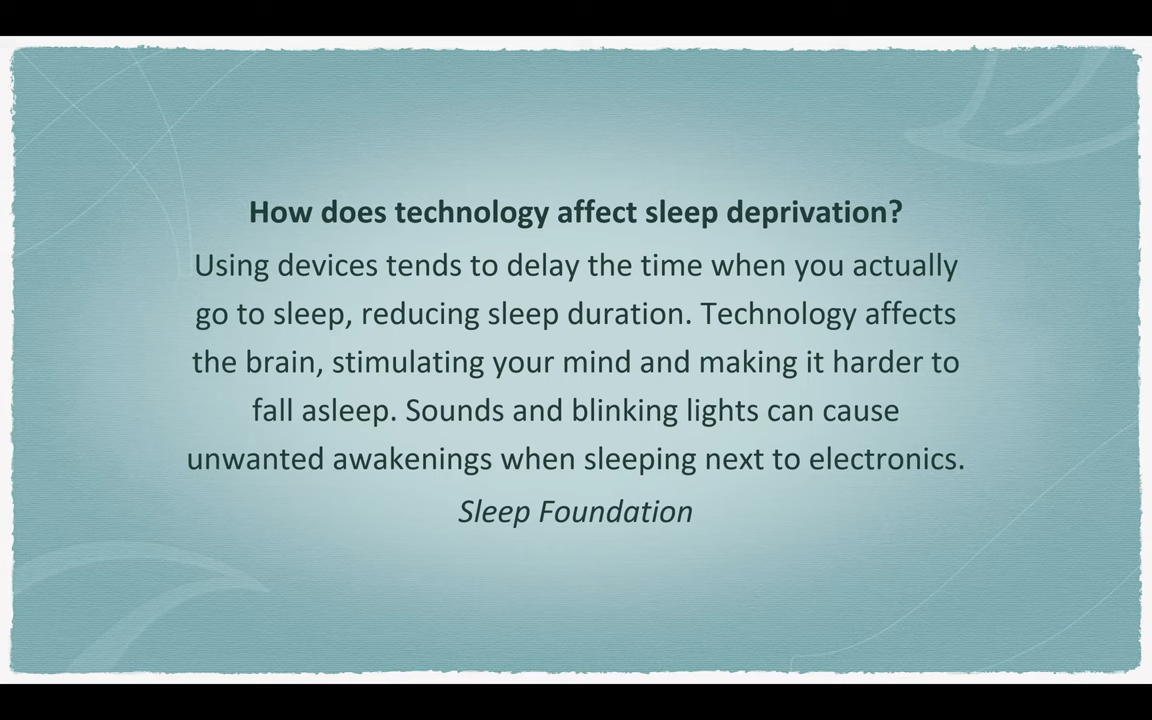 How does technology affect sleep deprivation?
Using devices tends to delay the time when you actually
go to sleep, reducing sleep duration. Technology affects
the brain, stimulating your mind and making it harder to
fall asleep. Sounds and blinking lights can cause
unwanted awakenings when sleeping next to electronics.
Sleep Foundation